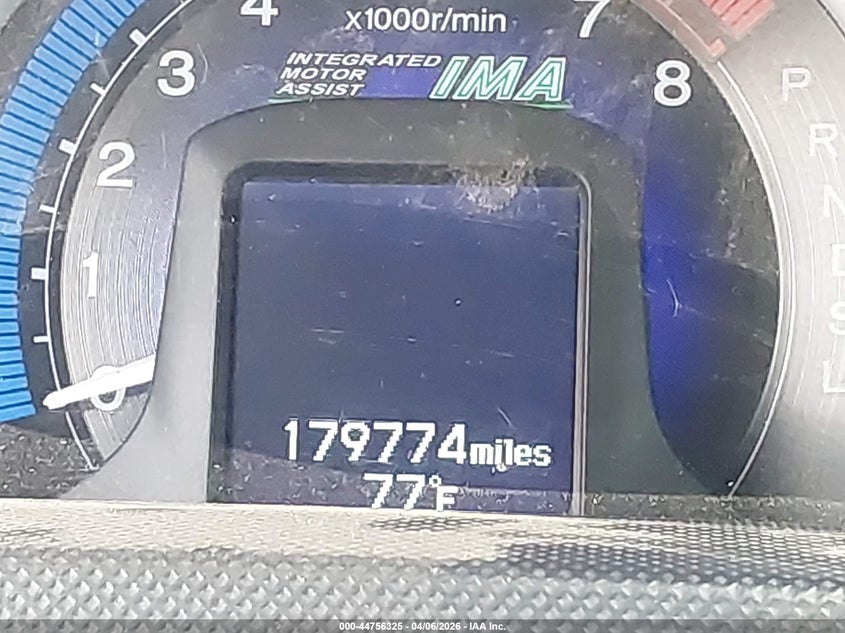 4
x1000r/min
7
3
INTEGRATED
MOTOR
ASSIST
IMA
8
P
2
R
N
1
D
S
0
L
179774miles
77°F
000-44756325 - 04/06/2026 - IAA Inc.